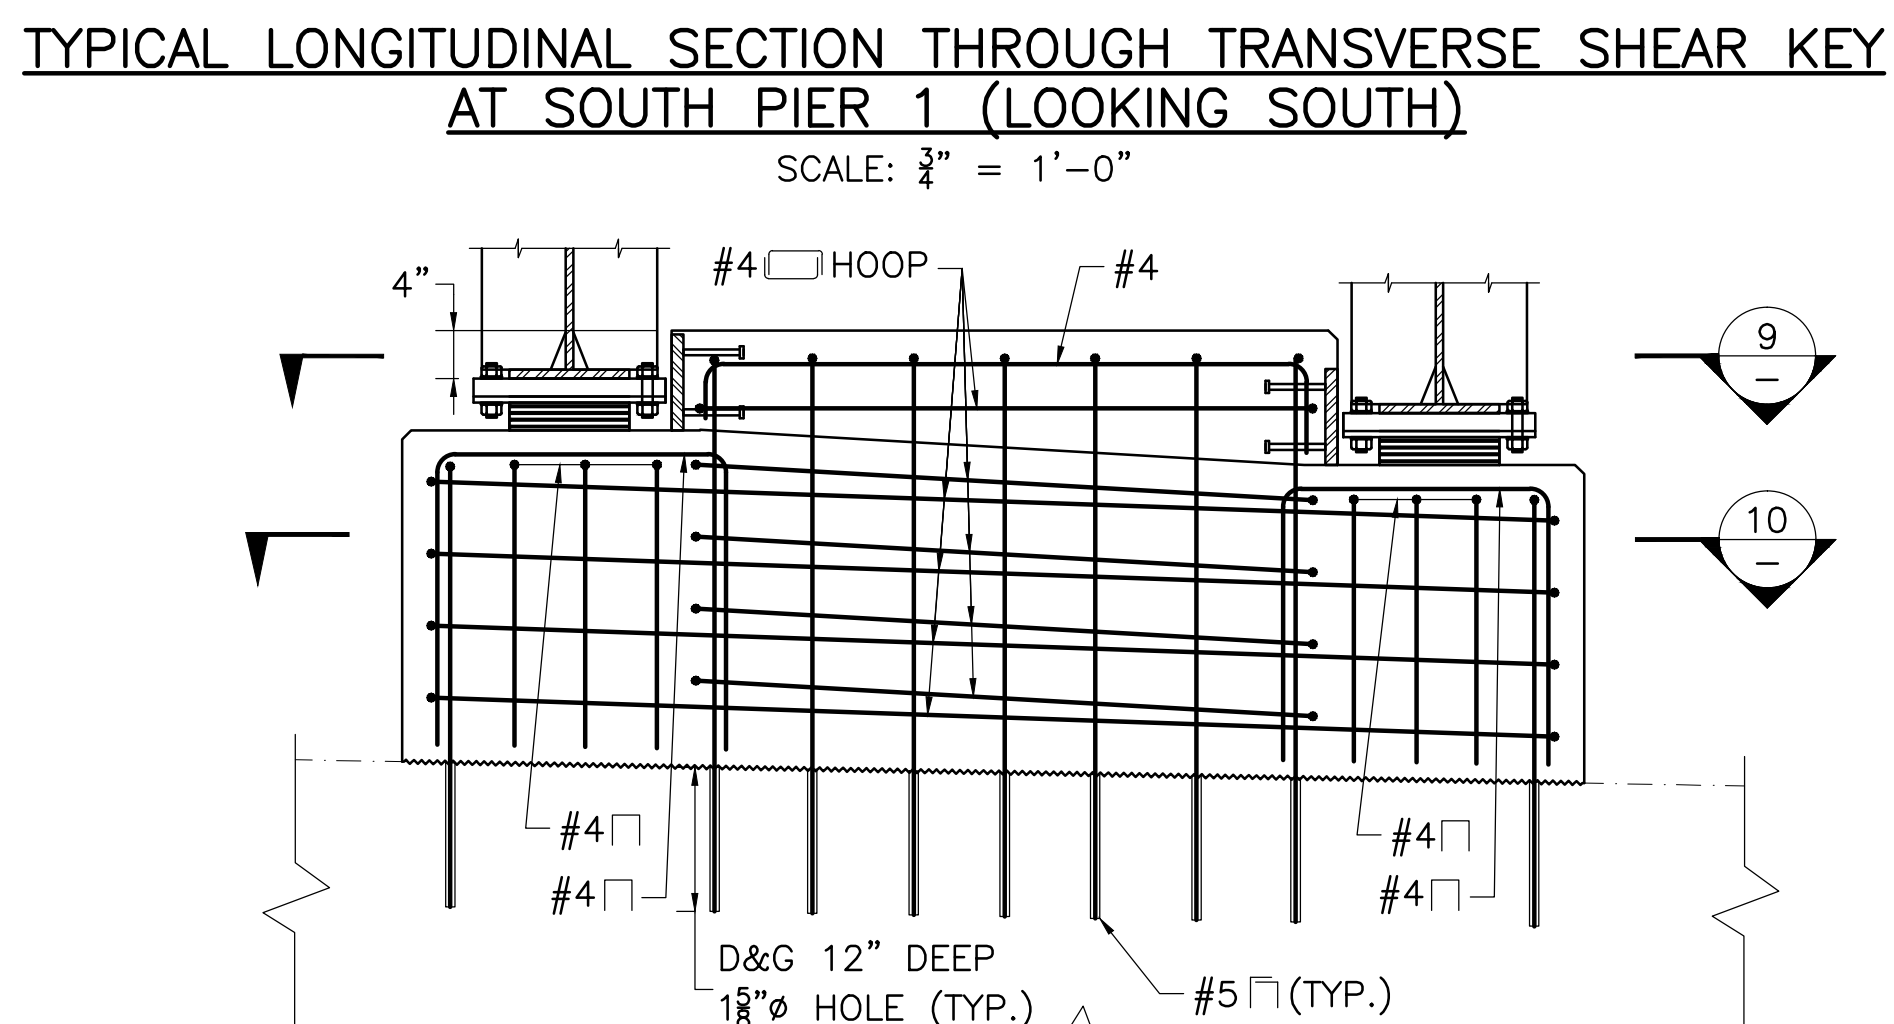 TYPICAL LONGITUDINAL SECTION THROUGH TRANSVERSE SHEAR KEY
AT SOUTH PIER 1 (LOOKING SOUTH)
SCALE: 3/4" = 1'-0"
4"
#4 HOOP
#4
9
–
10
–
#4
#4
#4
#4
D&G 12" DEEP
1 5/8"ø HOLE (TYP.)
#5 (TYP.)